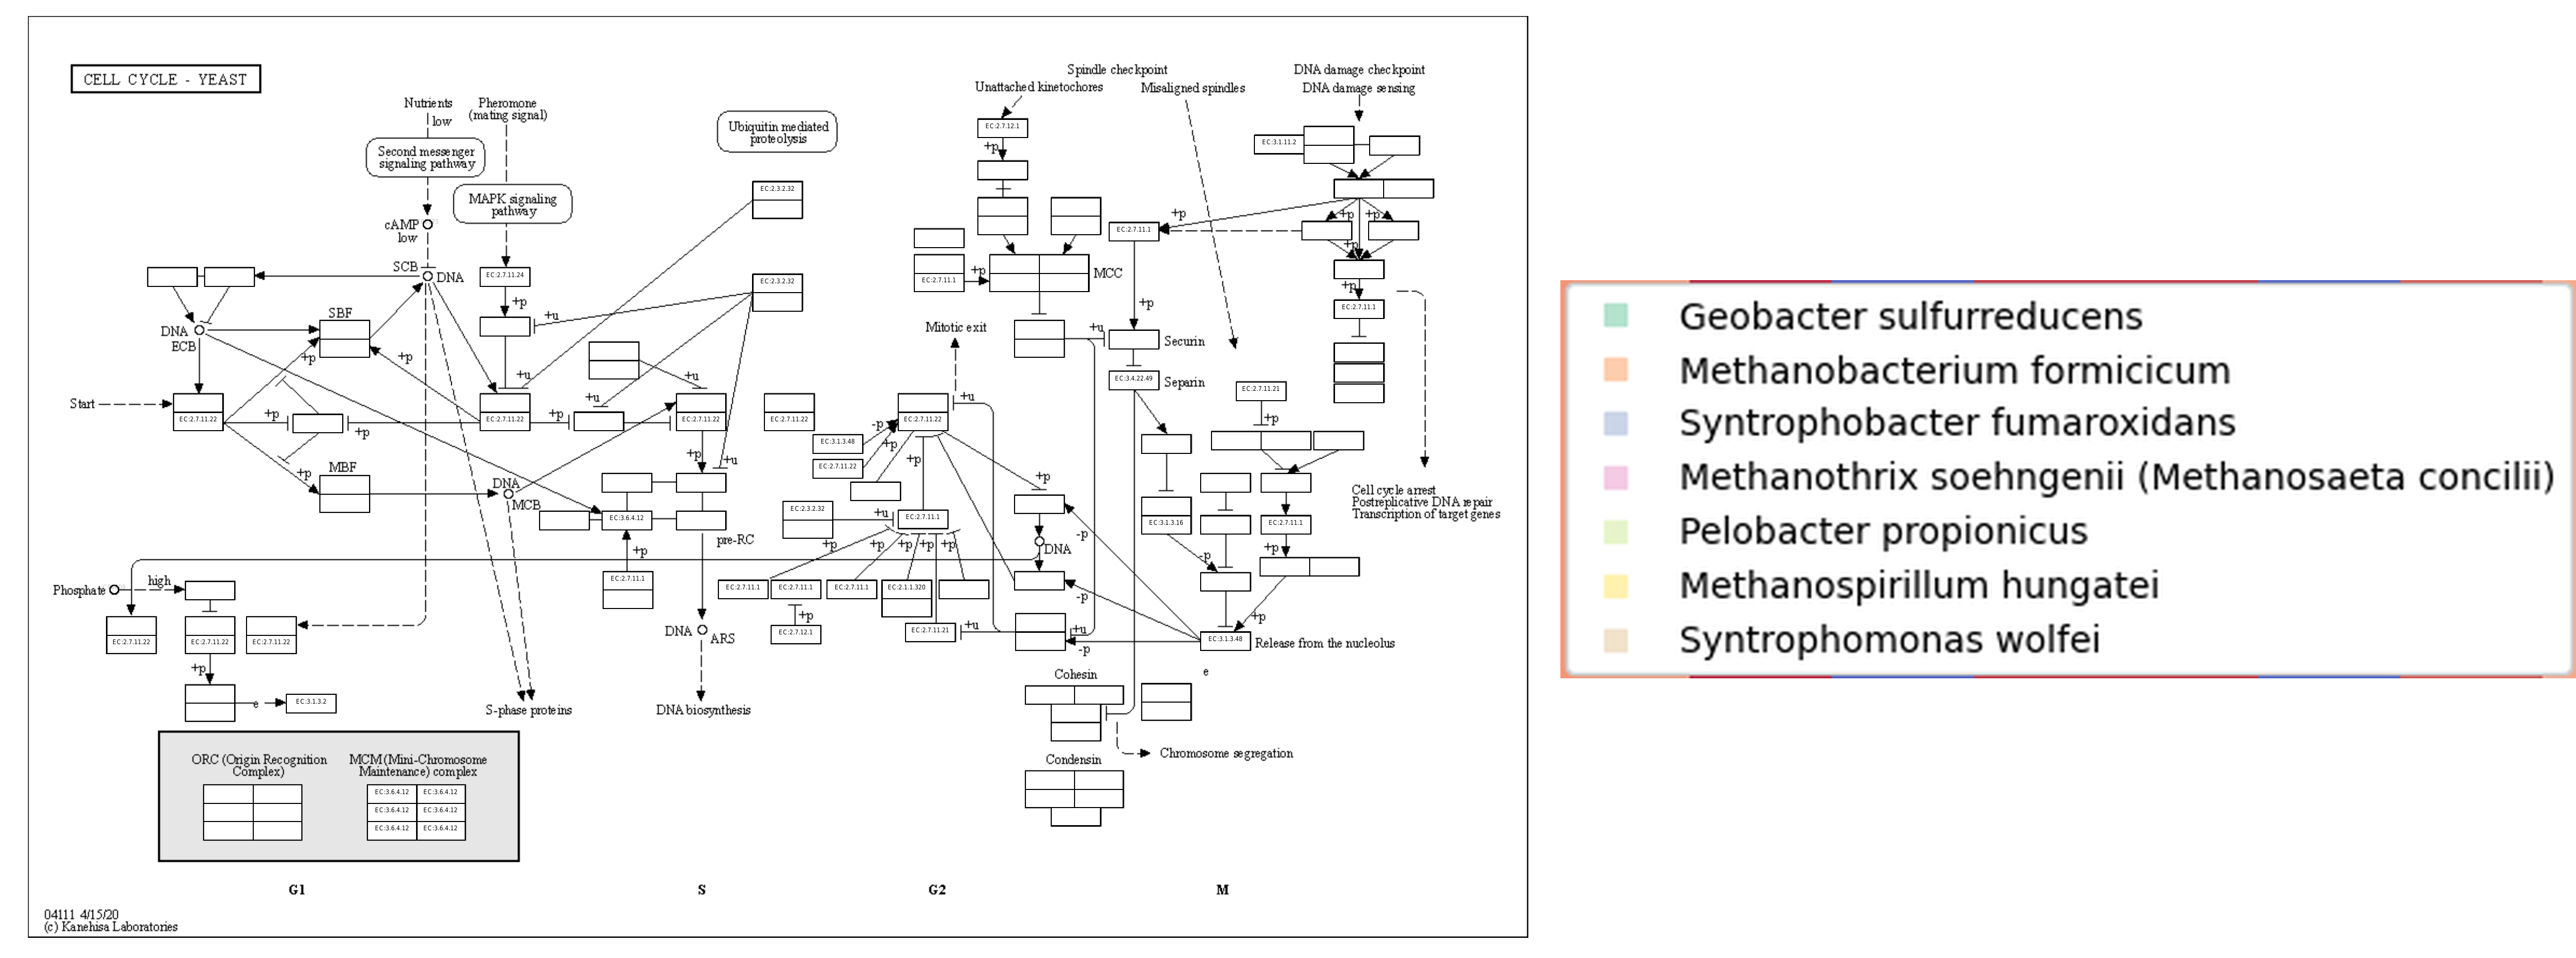 CELL CYCLE - YEAST
Nutrients
low
Pheromone
(mating signal)
Second messenger
signaling pathway
MAPK signaling
pathway
cAMP
low
SCB
DNA
EC:2.7.11.24
+p
+u
Ubiquitin mediated
proteolysis
EC:2.3.2.32
EC:2.3.2.32
DNA
ECB
SBF
+p
+p
+u
Start
EC:2.7.11.22
+p
+p
EC:2.7.11.22
+p
+u
+u
EC:2.7.11.22
EC:2.7.11.22
+p
MBF
DNA
MCB
+p
+u
EC:3.6.4.12
pre-RC
+p
EC:2.7.11.1
DNA
ARS
DNA biosynthesis
S-phase proteins
Phosphate
high
EC:2.7.11.22
EC:2.7.11.22
EC:2.7.11.22
+p
e
EC:3.1.3.2
ORC (Origin Recognition
Complex)
MCM (Mini-Chromosome
Maintenance) complex
EC:3.6.4.12 EC:3.6.4.12
EC:3.6.4.12 EC:3.6.4.12
EC:3.6.4.12 EC:3.6.4.12
Spindle checkpoint
Unattached kinetochores
Misaligned spindles
EC:2.7.12.1
+p
EC:2.7.11.1
+p
MCC
EC:2.7.11.1
+p
+p
Mitotic exit
+u
Securin
EC:3.4.22.49
Separin
EC:2.7.11.22
+u
EC:3.1.3.48
-p
EC:2.7.11.22
+p
+p
+p
EC:2.3.2.32
+u
EC:2.7.11.1
+p
+p
+p
+p
+p
EC:2.7.11.1
EC:2.7.11.1
EC:2.7.11.1
EC:2.1.1.320
+p
EC:2.7.12.1
EC:2.7.11.21
+u
DNA
-p
-p
+u
-p
EC:3.1.3.16
-p
EC:2.7.11.21
+p
EC:2.7.11.1
+p
+p
EC:3.1.3.48
Release from the nucleolus
e
Cohesin
Chromosome segregation
Condensin
DNA damage checkpoint
DNA damage sensing
EC:3.1.11.2
+p
+p
+p
+p
EC:2.7.11.1
Cell cycle arrest
Postreplicative DNA repair
Transcription of target genes
G1
S
G2
M
04111 4/15/20
(c) Kanehisa Laboratories
Geobacter sulfurreducens
Methanobacterium formicicum
Syntrophobacter fumaroxidans
Methanothrix soehngenii (Methanosaeta concilii)
Pelobacter propionicus
Methanospirillum hungatei
Syntrophomonas wolfei